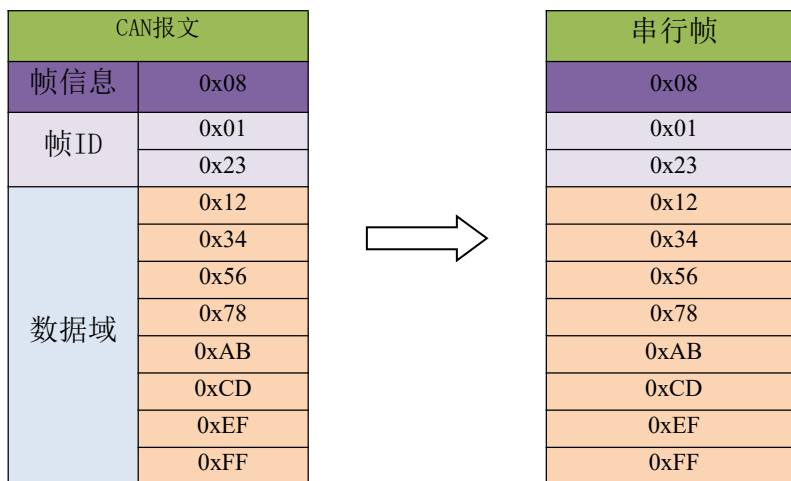 CAN报文 串行帧
帧信息 0x08 0x08
帧ID 0x01 0x01
0x23 0x23
数据域 0x12 0x12
0x34 0x34
0x56 0x56
0x78 0x78
0xAB 0xAB
0xCD 0xCD
0xEF 0xEF
0xFF 0xFF